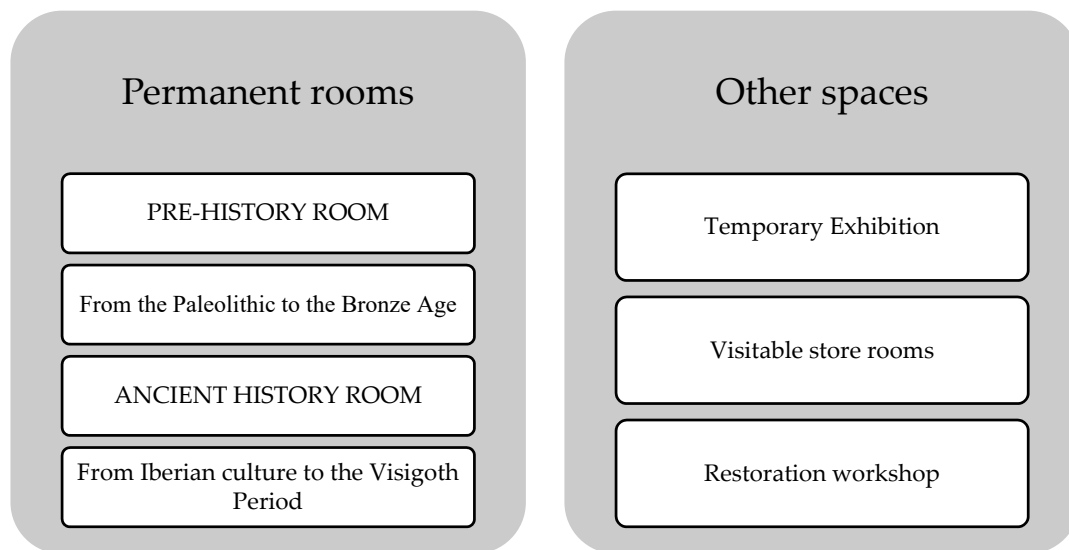 Permanent rooms
PRE-HISTORY ROOM
From the Paleolithic to the Bronze Age
ANCIENT HISTORY ROOM
From Iberian culture to the Visigoth
Period
Other spaces
Temporary Exhibition
Visitable store rooms
Restoration workshop